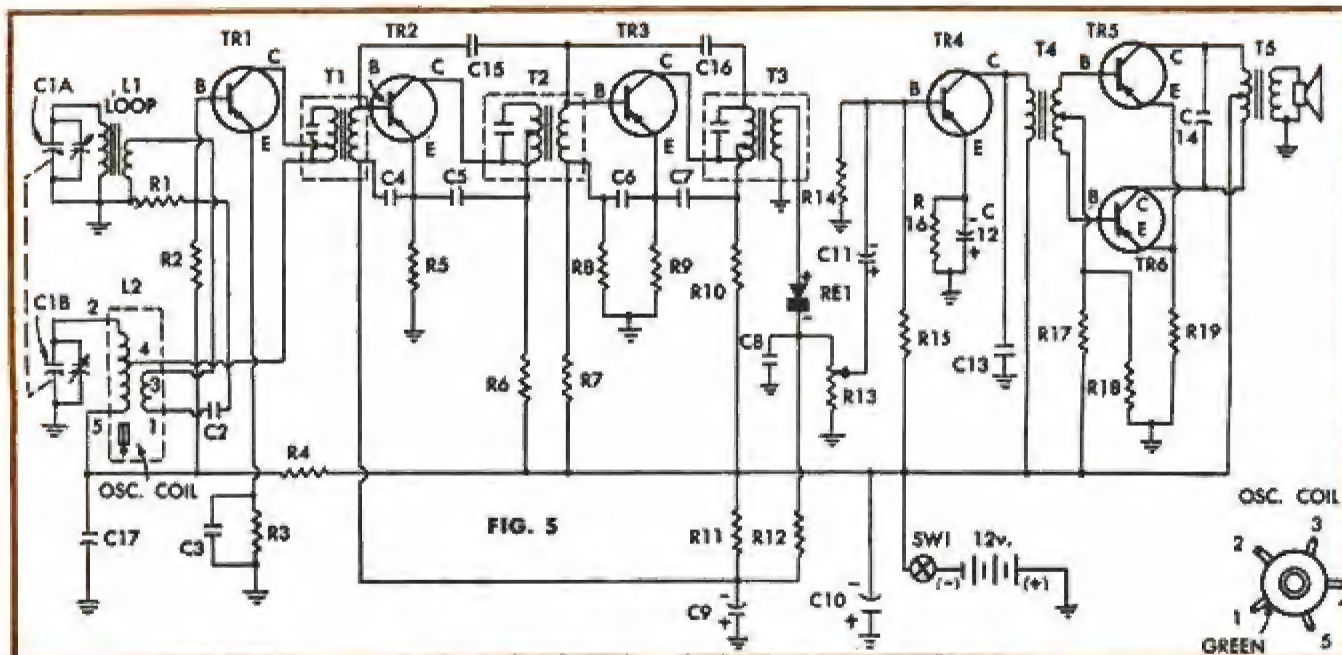 TR1
C
B
E
C1A
L1
LOOP
R1
R2
L2
C1B
2
4
3
5
1
C2
OSC. COIL
R4
C17
C3
R3
T1
TR2
B
C
E
C15
T2
C4
C5
R5
R6
TR3
B
C
E
C16
T3
C6
C7
R8
R9
R7
R10
RE1
+
-
C8
R13
R11
R12
C9
-
+
FIG. 5
R14
C11
-
+
TR4
B
C
E
R
16
C
12
-
+
R15
C13
T4
TR5
B
C
E
C
14
T5
B
C
E
TR6
R17
R18
R19
C10
-
+
SW1 12v.
(-) (+)
OSC. COIL
3
2
1
5
GREEN